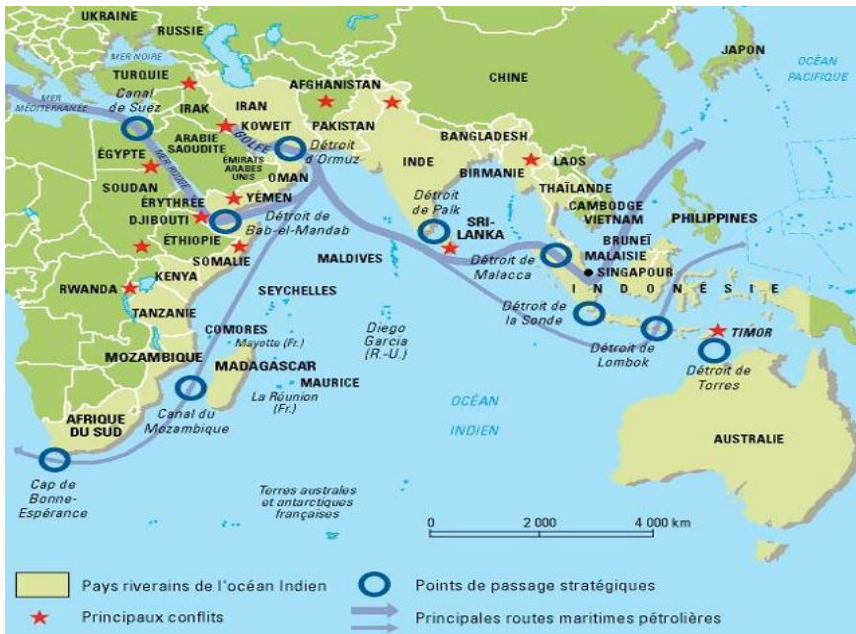 UKRAINE
RUSSIE
MER NOIRE
TURQUIE
MER
MÉDITERRANÉE
Canal
de Suez
IRAK
IRAN
AFGHANISTAN
CHINE
JAPON
OCÉAN
PACIFIQUE
KOWEIT
GOLFE
PAKISTAN
ARABIE
SAOUDITE
ÉMIRATS
ARABES
UNIS
Détroit
d'Ormuz
OMAN
ÉGYPTE
MER ROUGE
SOUDAN
ÉRYTHRÉE
YÉMEN
DJIBOUTI
Détroit de
Bab-el-Mandab
ÉTHIOPIE
SOMALIE
BANGLADESH
INDE
BIRMANIE
LAOS
THAÏLANDE
CAMBODGE
VIETNAM
PHILIPPINES
Détroit
de Palk
SRI-
LANKA
MALDIVES
BRUNEÏ
MALAISIE
SINGAPOUR
Détroit de
Malacca
INDONÉSIE
KENYA
RWANDA
TANZANIE
SEYCHELLES
COMORES
Mayotte (Fr.)
Diego
Garcia
(R.-U.)
Détroit de
la Sonde
Détroit de
Lombok
TIMOR
Détroit de
Torres
MOZAMBIQUE
MADAGASCAR
MAURICE
La Réunion
(Fr.)
Canal du
Mozambique
AFRIQUE
DU SUD
OCÉAN
INDIEN
AUSTRALIE
Cap de
Bonne-
Espérance
Terres australes
et antarctiques
françaises
0 2 000 4 000 km
Pays riverains de l'océan Indien
Points de passage stratégiques
Principaux conflits
Principales routes maritimes pétrolières